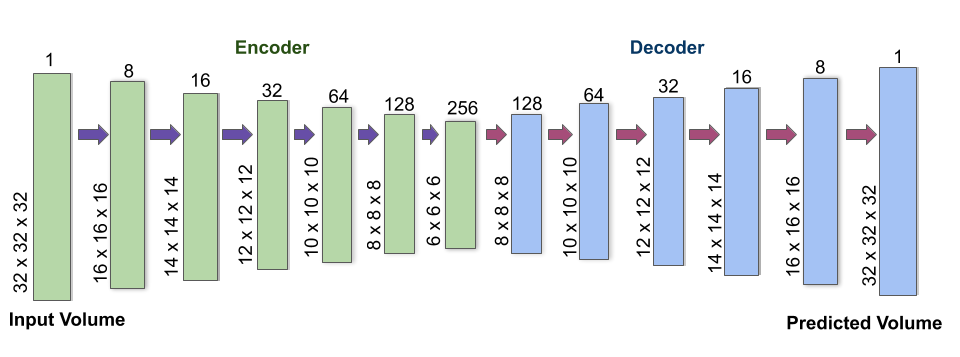 Encoder
Decoder
1
8
16
32
64
128
256
128
64
32
16
8
1
32 x 32 x 32
16 x 16 x 16
14 x 14 x 14
12 x 12 x 12
10 x 10 x 10
8 x 8 x 8
6 x 6 x 6
8 x 8 x 8
10 x 10 x 10
12 x 12 x 12
14 x 14 x 14
16 x 16 x 16
32 x 32 x 32
Input Volume
Predicted Volume